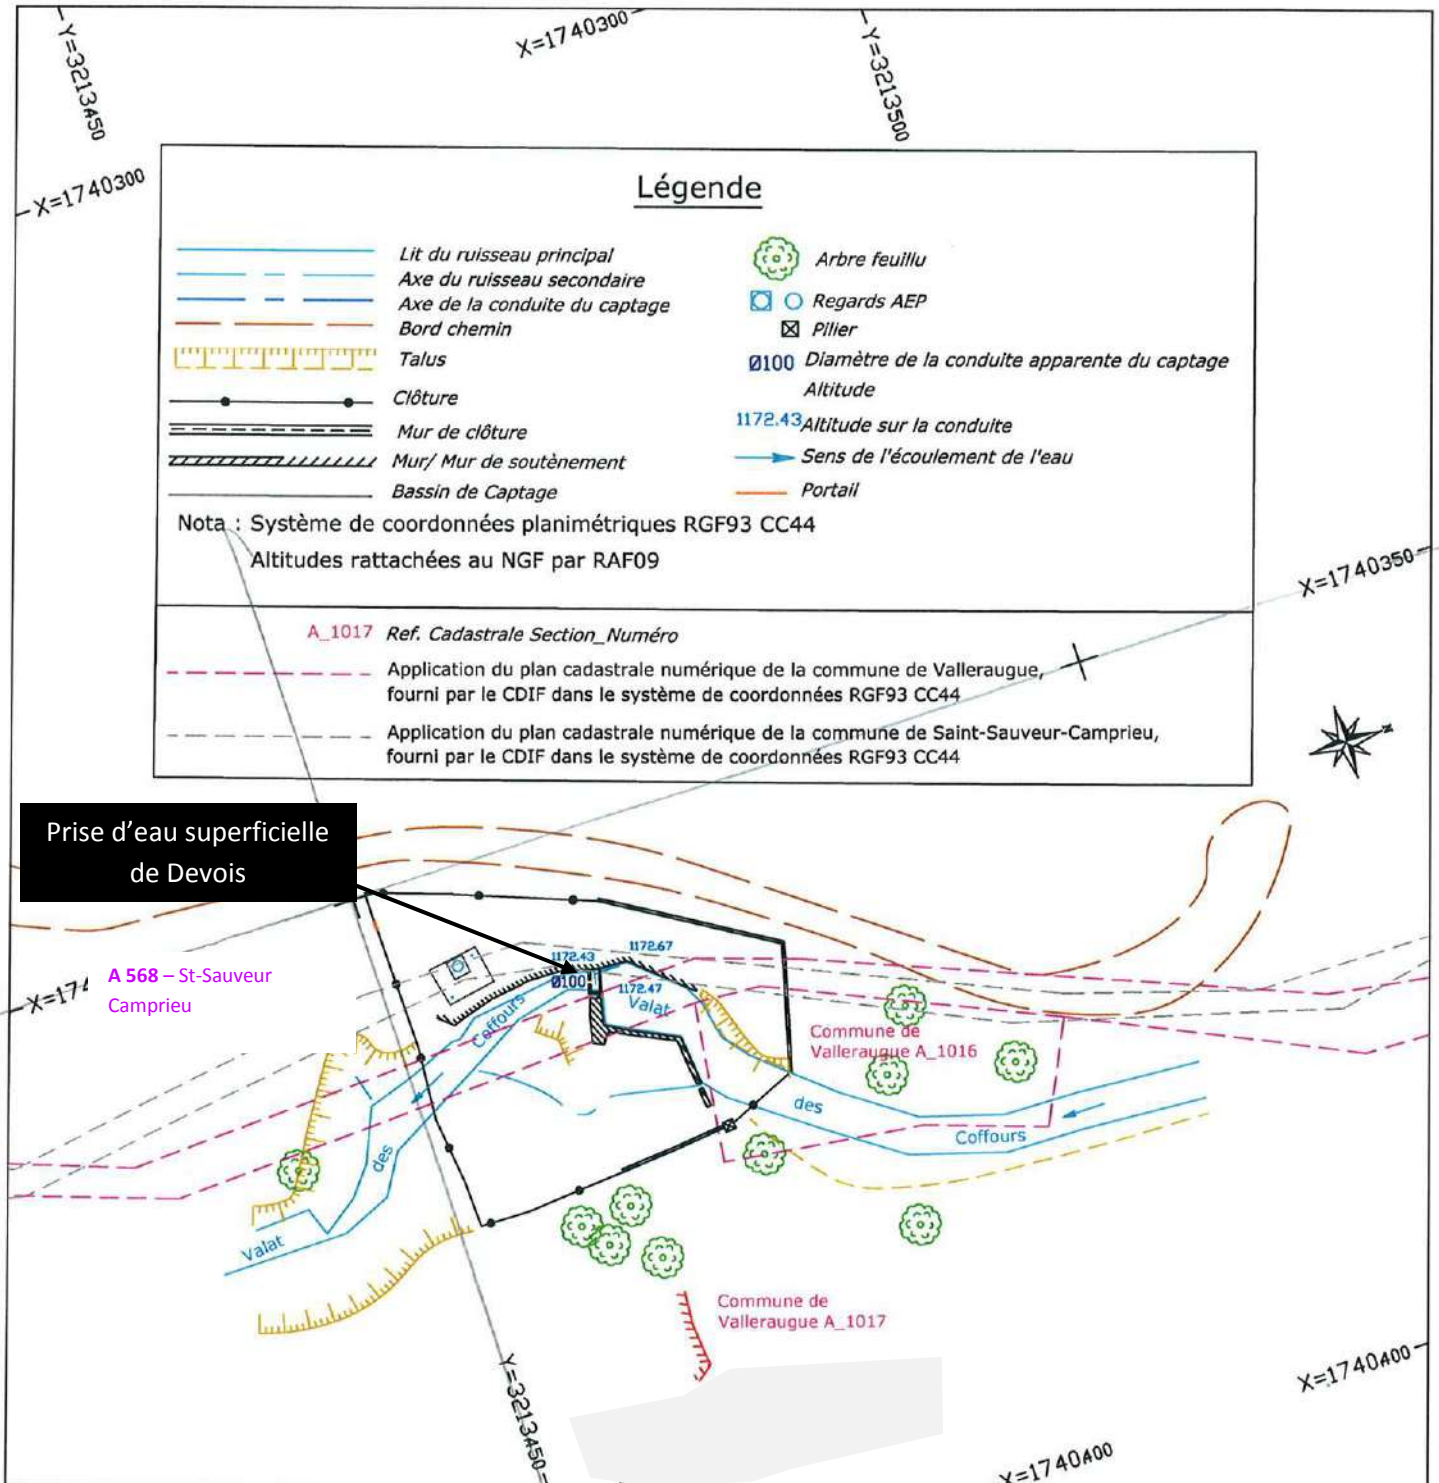 Y=3213450
X=1740300
Y=3213500
X=1740300
Légende
Lit du ruisseau principal
Axe du ruisseau secondaire
Axe de la conduite du captage
Bord chemin
Talus
Clôture
Mur de clôture
Mur/ Mur de soutènement
Bassin de Captage
Arbre feuillu
Regards AEP
Pilier
Ø100 Diamètre de la conduite apparente du captage
Altitude
1172.43 Altitude sur la conduite
Sens de l'écoulement de l'eau
Portail
Nota : Système de coordonnées planimétriques RGF93 CC44
Altitudes rattachées au NGF par RAF09
X=1740350
A_1017 Ref. Cadastrale Section_Numéro
Application du plan cadastrale numérique de la commune de Valleraugue,
fourni par le CDIF dans le système de coordonnées RGF93 CC44
Application du plan cadastrale numérique de la commune de Saint-Sauveur-Camprieu,
fourni par le CDIF dans le système de coordonnées RGF93 CC44
N
Prise d'eau superficielle
de Devois
A 568 – St-Sauveur
Camprieu
X=174
1172.43
1172.67
Ø100
1172.47
Valat
Coffours
Commune de
Valleraugue A_1016
des
Coffours
des
Valat
Commune de
Valleraugue A_1017
Y=3213450
X=1740400
X=1740400